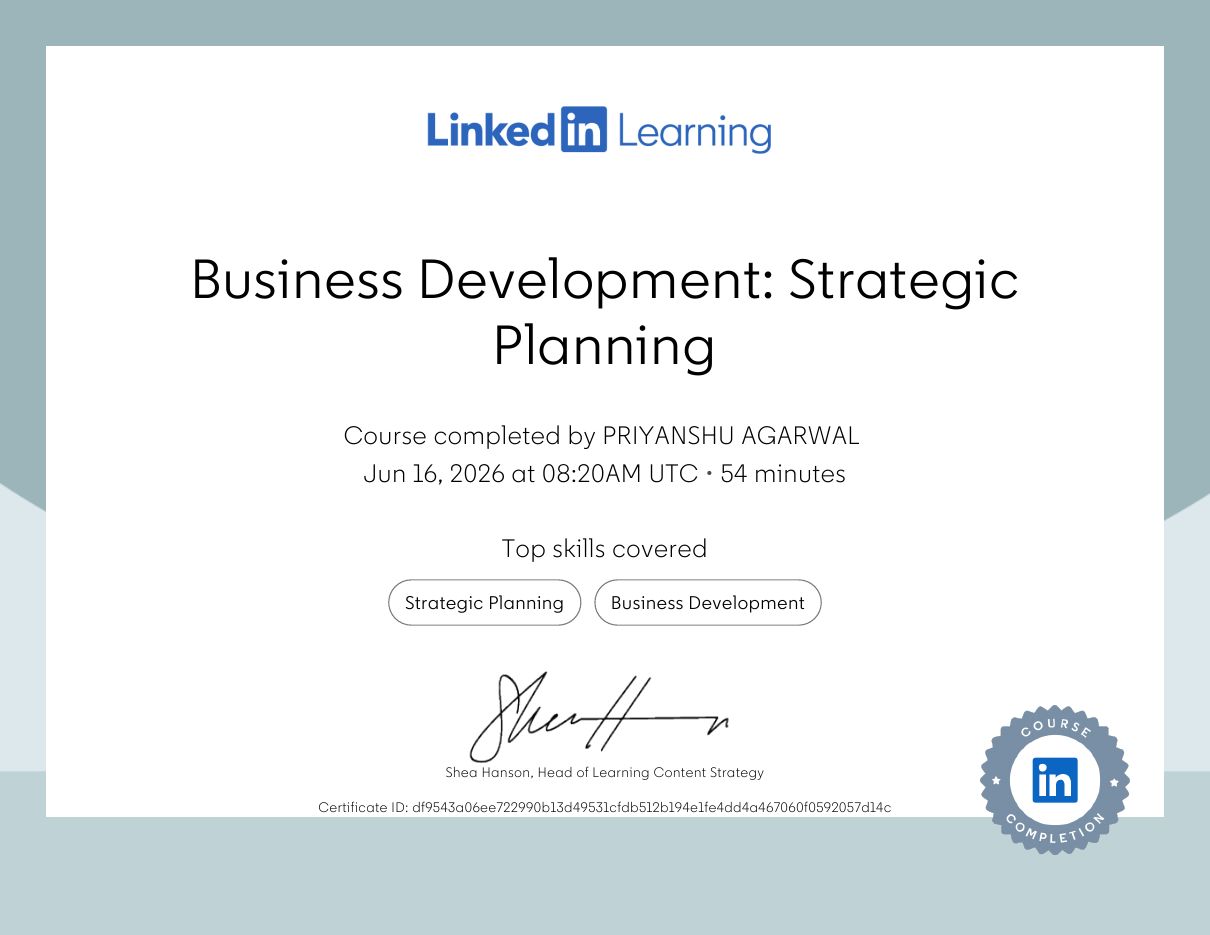 Linked in Learning
Business Development: Strategic
Planning
Course completed by PRIYANSHU AGARWAL
Jun 16, 2026 at 08:20AM UTC • 54 minutes
Top skills covered
Strategic Planning
Business Development
Shea Hanson, Head of Learning Content Strategy
Certificate ID: df9543a06ee722990b13d49531cfdb512b194e1fe4dd4a467060f0592057d14c
COURSE
in
COMPLETION